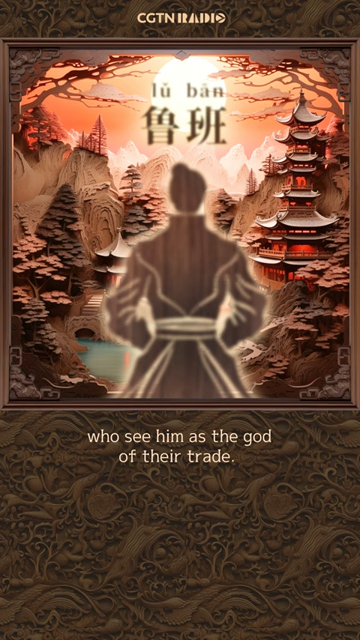 CGTN RADIO
lǔ bān
鲁班
who see him as the god
of their trade.